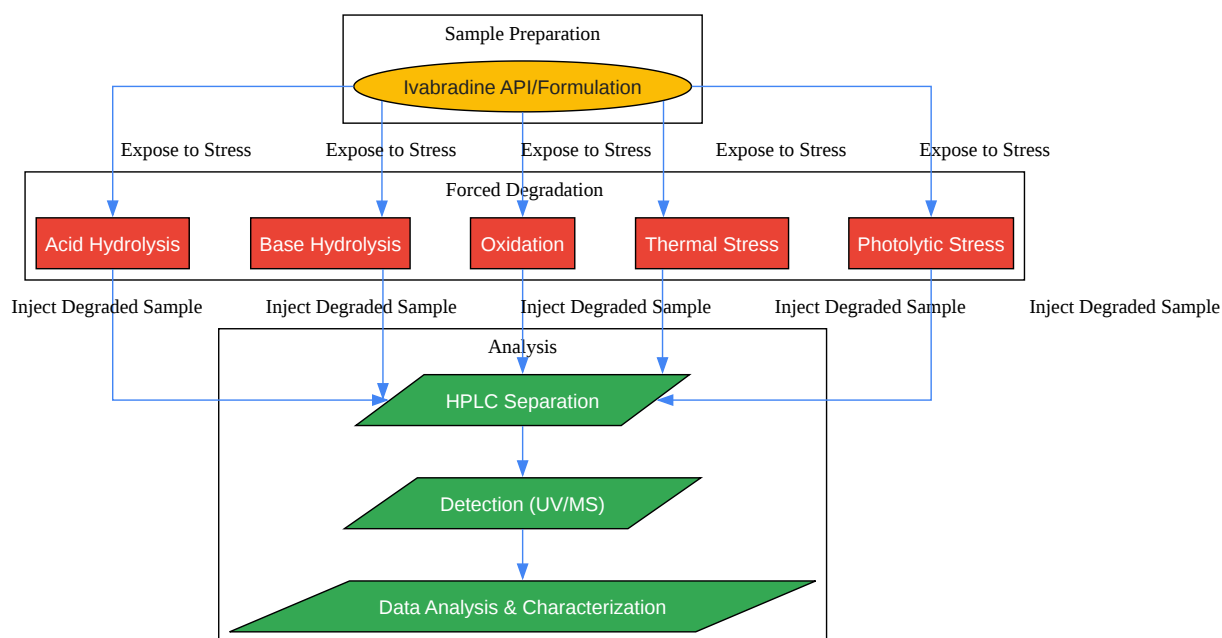 Sample Preparation
Ivabradine API/Formulation
Expose to Stress
Expose to Stress
Expose to Stress
Expose to Stress
Expose to Stress
Forced Degradation
Acid Hydrolysis
Base Hydrolysis
Oxidation
Thermal Stress
Photolytic Stress
Inject Degraded Sample
Inject Degraded Sample
Inject Degraded Sample
Inject Degraded Sample
Inject Degraded Sample
Analysis
HPLC Separation
Detection (UV/MS)
Data Analysis & Characterization